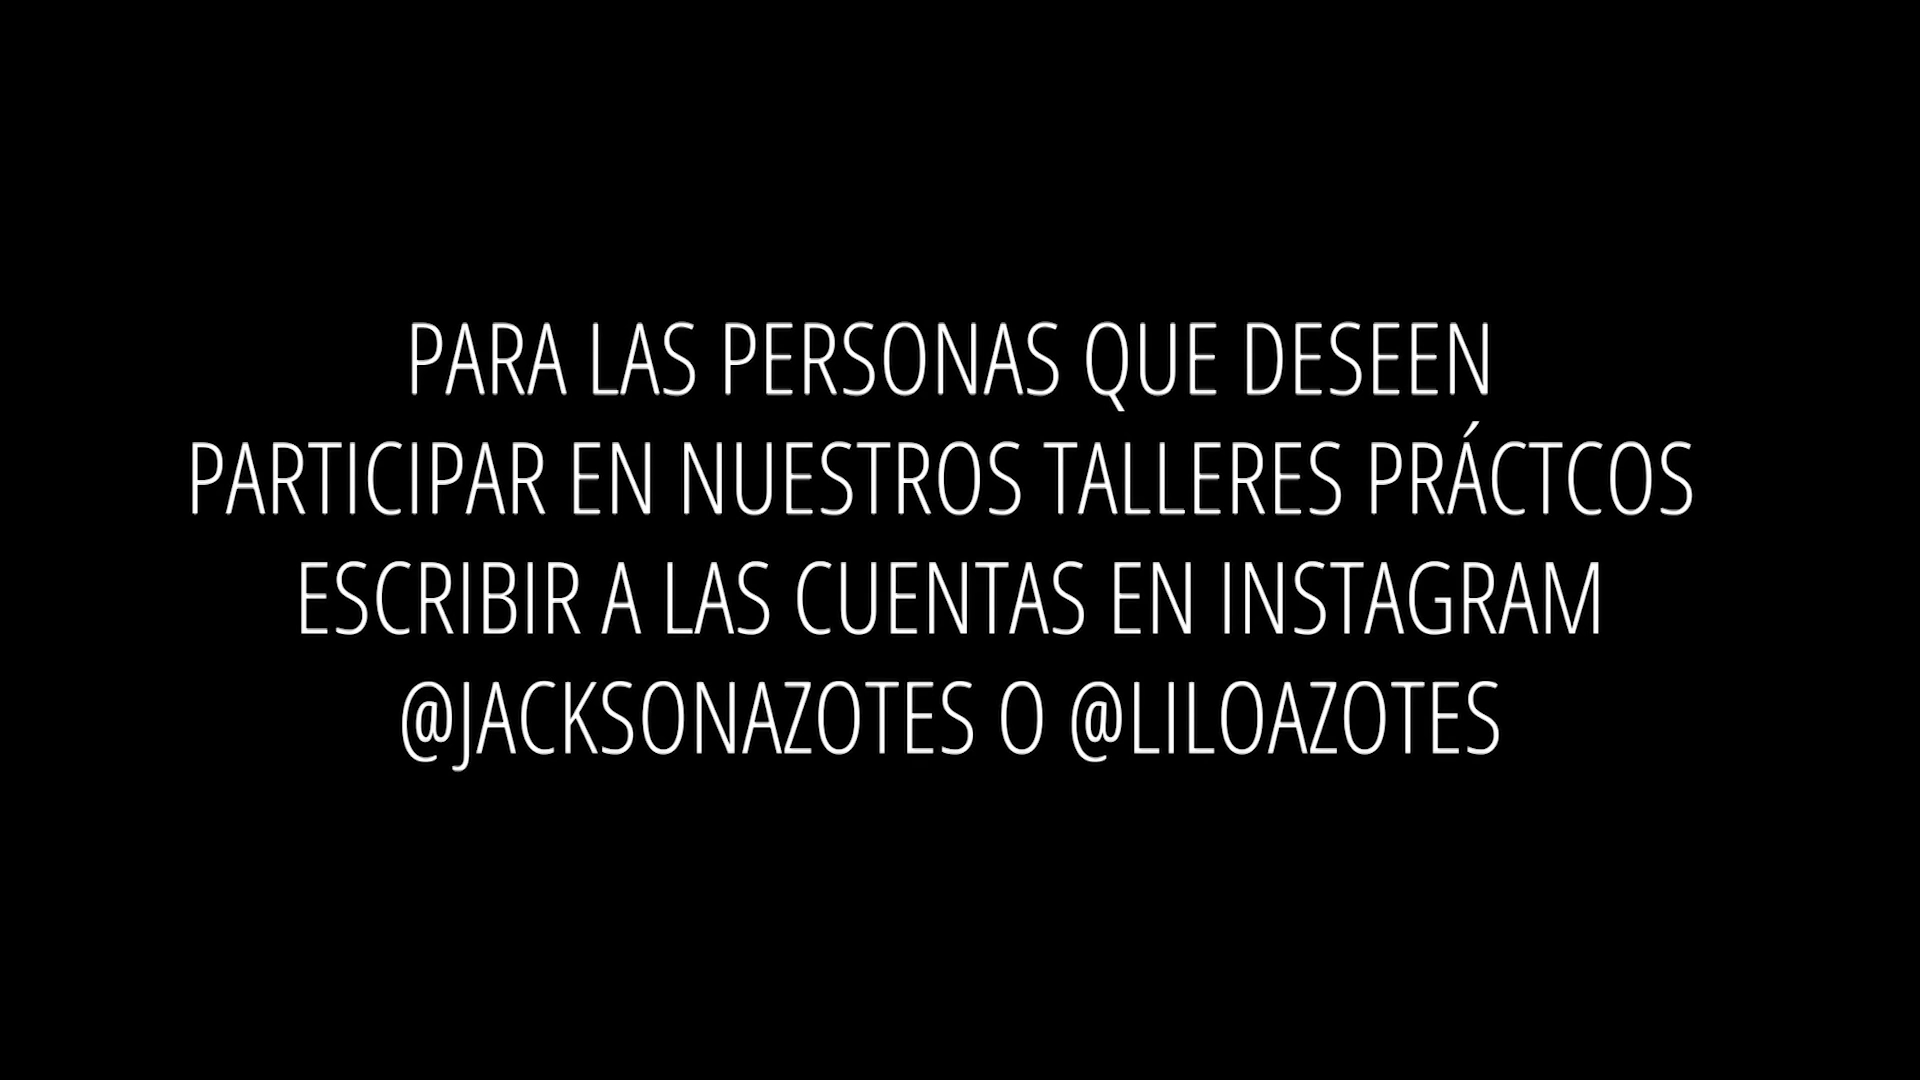 PARA LAS PERSONAS QUE DESEEN
PARTICIPAR EN NUESTROS TALLERES PRÁCTCOS
ESCRIBIR A LAS CUENTAS EN INSTAGRAM
@JACKSONAZOTES O @LILOAZOTES